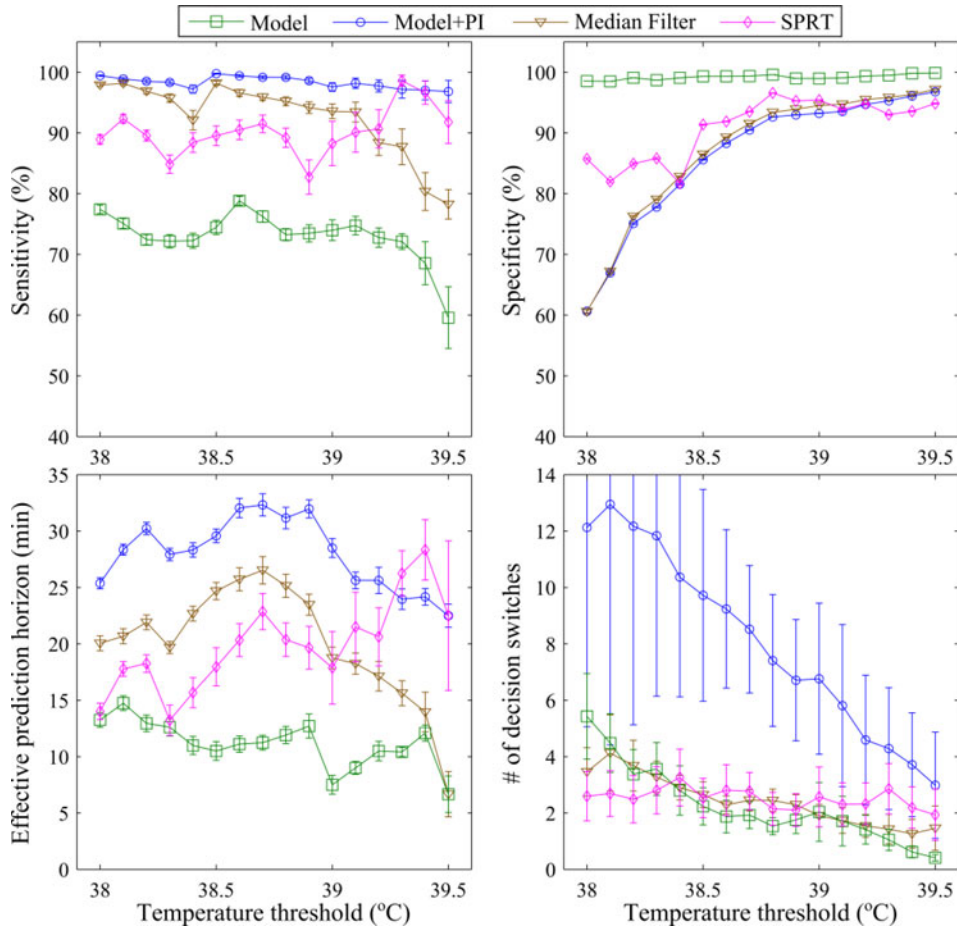 Model Model+PI Median Filter SPRT
Sensitivity (%)
100
90
80
70
60
50
40
38 38.5 39 39.5
Specificity (%)
100
90
80
70
60
50
40
38 38.5 39 39.5
Effective prediction horizon (min)
35
30
25
20
15
10
5
0
38 38.5 39 39.5
Temperature threshold (ºC)
# of decision switches
14
12
10
8
6
4
2
0
38 38.5 39 39.5
Temperature threshold (ºC)